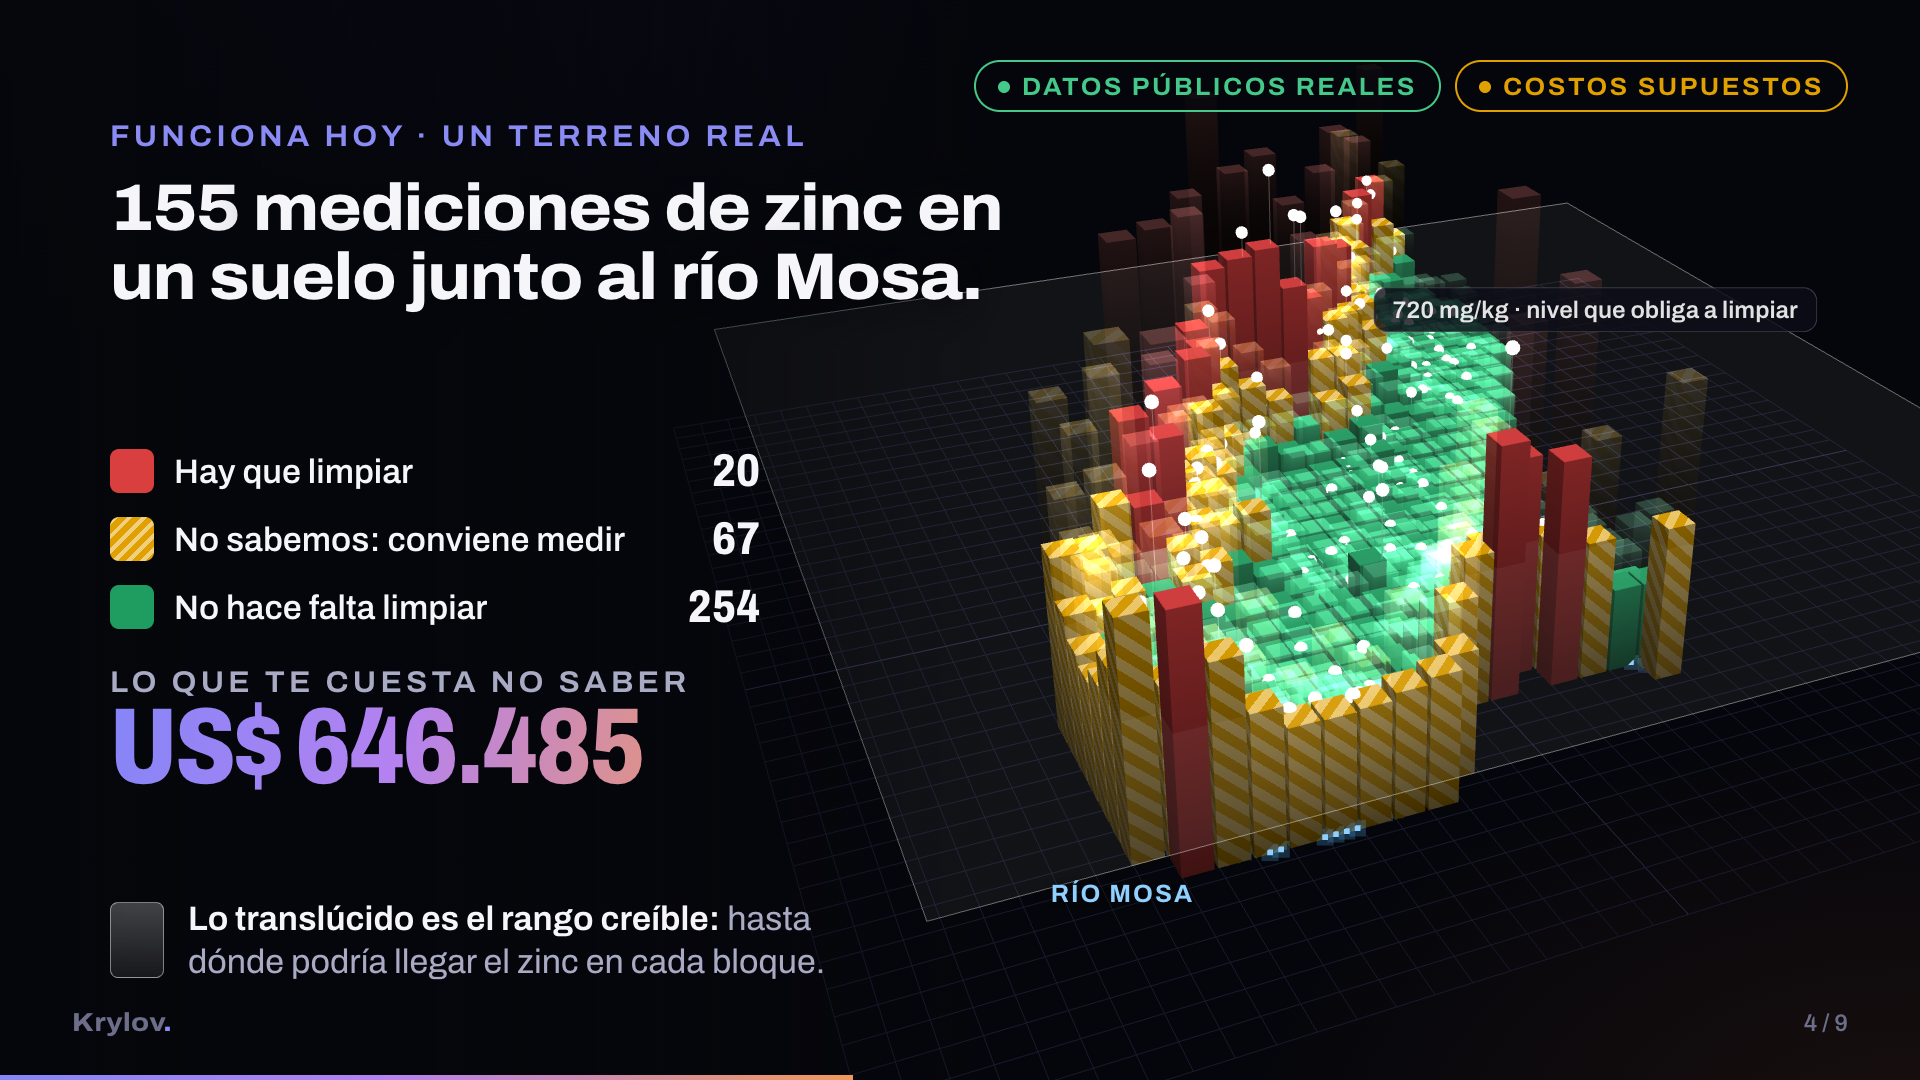 DATOS PÚBLICOS REALES
COSTOS SUPUESTOS
FUNCIONA HOY · UN TERRENO REAL
155 mediciones de zinc en
un suelo junto al río Mosa.
720 mg/kg · nivel que obliga a limpiar
Hay que limpiar 20
No sabemos: conviene medir 67
No hace falta limpiar 254
LO QUE TE CUESTA NO SABER
US$ 646.485
RÍO MOSA
Lo translúcido es el rango creíble: hasta
dónde podría llegar el zinc en cada bloque.
Krylov.
4 / 9